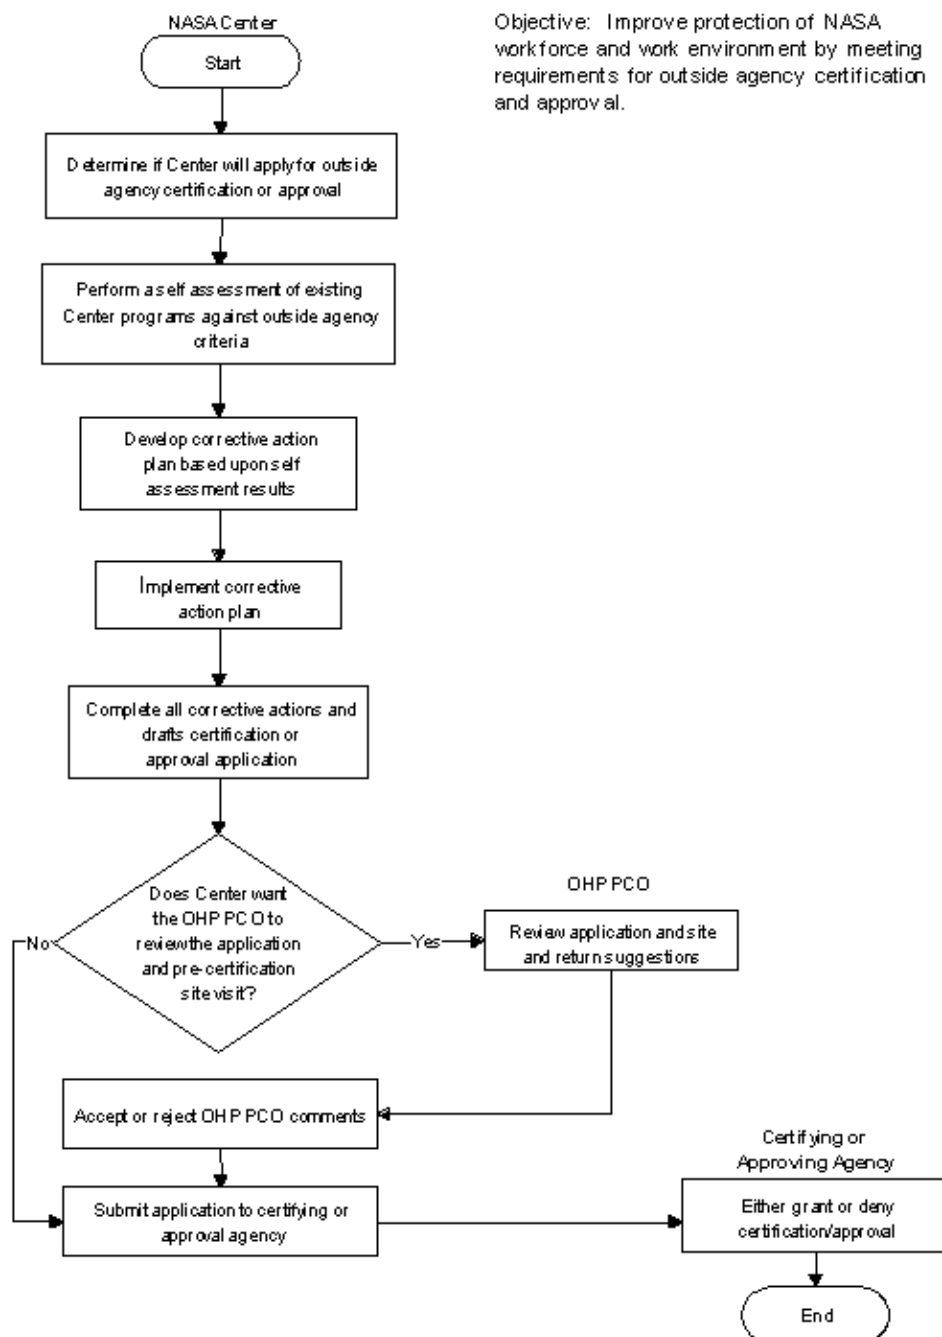 NASA Center
Start
Objective: Improve protection of NASA
workforce and work environment by meeting
requirements for outside agency certification
and approval.
Determine if Center will apply for outside
agency certification or approval
Perform a self assessment of existing
Center programs against outside agency
criteria
Develop corrective action
plan based upon self
assessment results
Implement corrective
action plan
Complete all corrective actions and
drafts certification or
approval application
Does Center want
the OHP PCO to
review the application
and pre-certification
site visit?
No
Yes
OHP PCO
Review application and site
and return suggestions
Accept or reject OHP PCO comments
Submit application to certifying or
approval agency
Certifying or
Approving Agency
Either grant or deny
certification/approval
End